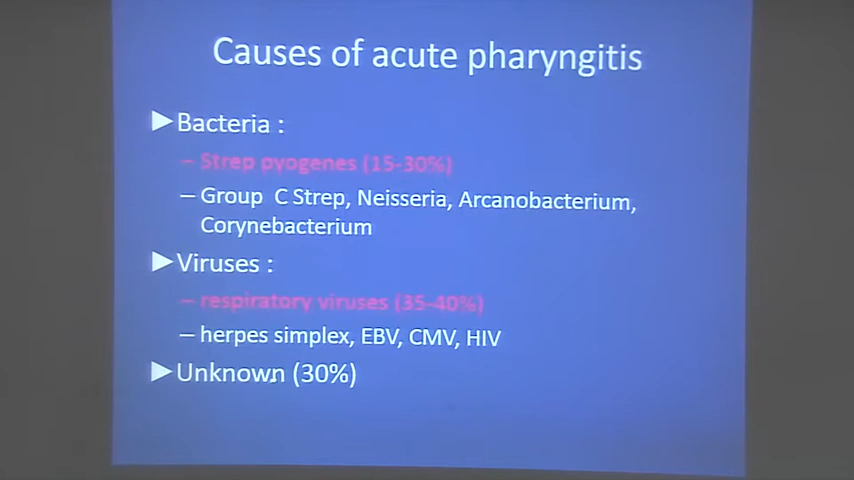 Causes of acute pharyngitis
►Bacteria :
– Strep pyogenes (15-30%)
– Group C Strep, Neisseria, Arcanobacterium,
Corynebacterium
►Viruses :
– respiratory viruses (35-40%)
– herpes simplex, EBV, CMV, HIV
►Unknown (30%)